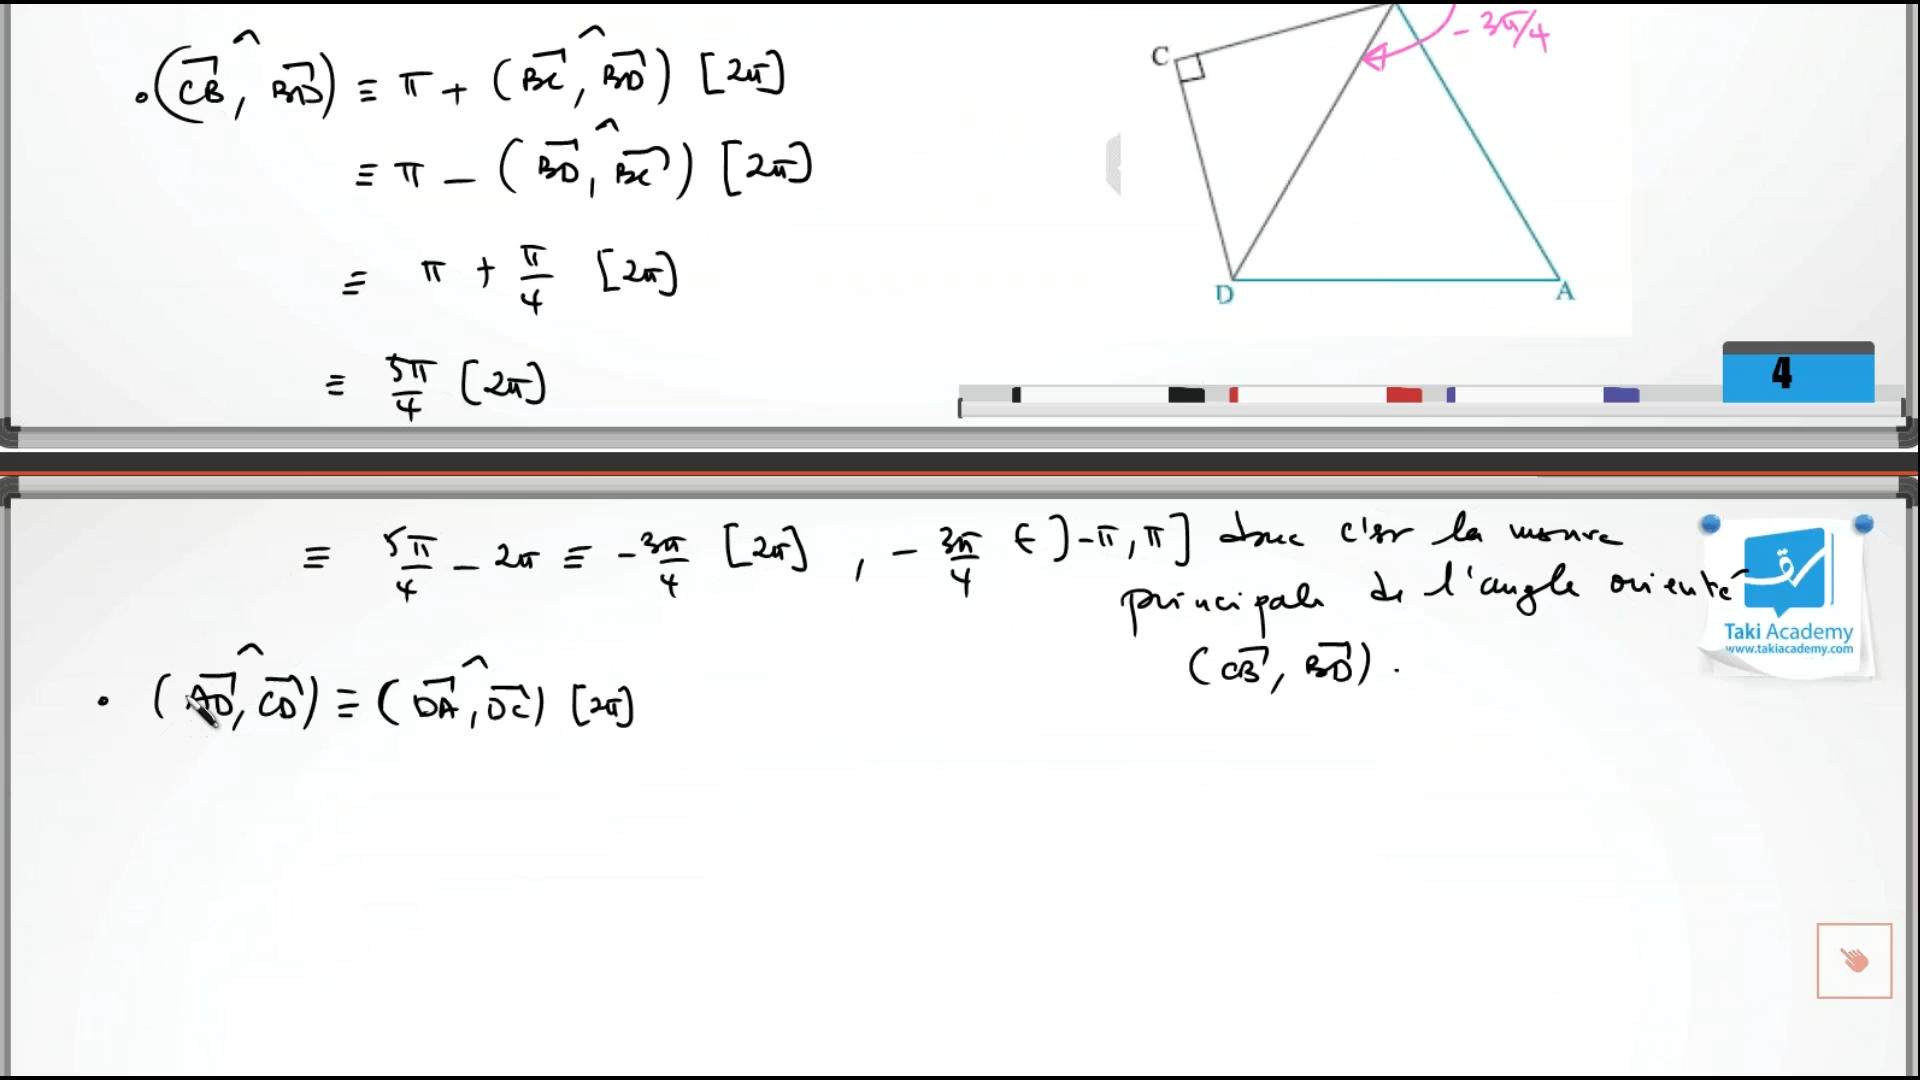 . (CB⃗, BD⃗)^ ≡ π + (BC⃗, BD⃗)^ [2π]
≡ π - (BD⃗, BC⃗)^ [2π]
≡ π + π/4 [2π]
≡ 5π/4 [2π]
- 3π/4
C
D
A
4
≡ 5π/4 - 2π ≡ -3π/4 [2π] , - 3π/4 ∈ ]-π, π] donc c'est la mesure
principale de l'angle orienté
(CB⃗, BD⃗) .
. (AD⃗, CD⃗)^ ≡ (DA⃗, DC⃗)^ [2π]
Taki Academy
www.takiacademy.com